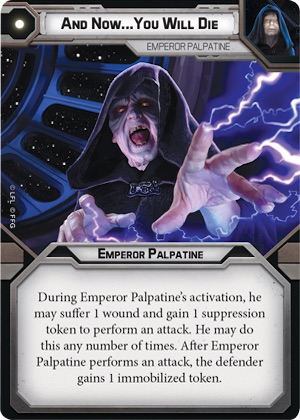 And Now...You Will Die
EMPEROR PALPATINE
©LFL ©FFG
Emperor Palpatine
During Emperor Palpatine's activation, he
may suffer 1 wound and gain 1 suppression
token to perform an attack. He may do
this any number of times. After Emperor
Palpatine performs an attack, the defender
gains 1 immobilized token.